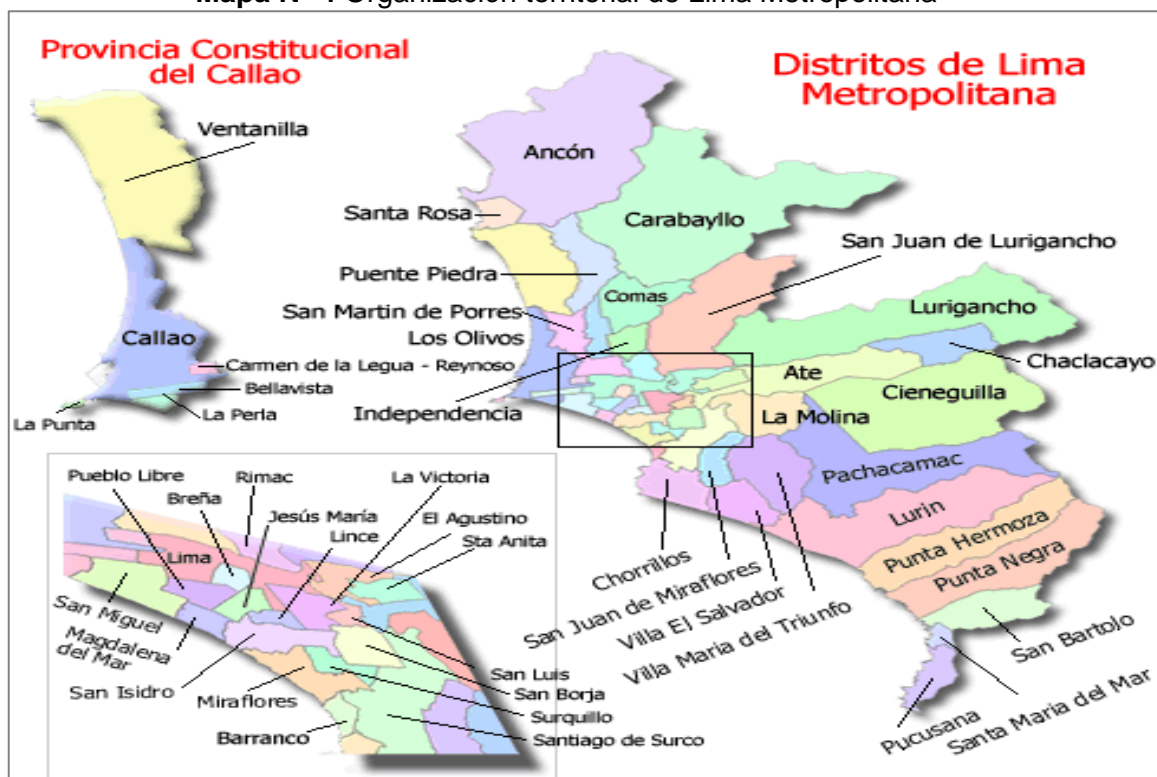 Organización territorial de Lima Metropolitana
Provincia Constitucional
del Callao
Ventanilla
Callao
Carmen de la Legua - Reynoso
Bellavista
La Perla
La Punta
Distritos de Lima
Metropolitana
Ancón
Santa Rosa
Carabayllo
San Juan de Lurigancho
Puente Piedra
Comas
San Martin de Porres
Lurigancho
Los Olivos
Chaclacayo
Ate
Cieneguilla
Independencia
La Molina
Pachacamac
Lurin
Punta Hermoza
Punta Negra
Chorrillos
San Juan de Miraflores
Villa El Salvador
Villa Maria del Triunfo
San Bartolo
Santa Maria del Mar
Pucusana
Pueblo Libre
Rimac
La Victoria
Breña
Jesús María
El Agustino
Lince
Sta Anita
Lima
San Miguel
Magdalena
del Mar
San Isidro
Miraflores
San Luis
San Borja
Surquillo
Barranco
Santiago de Surco